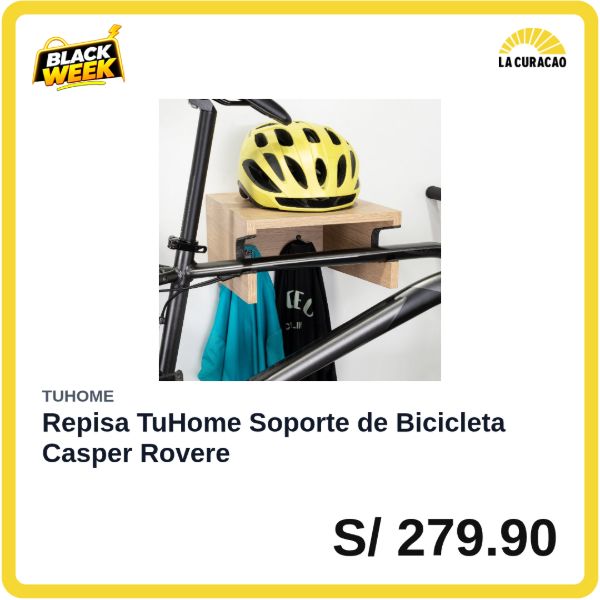 BLACK
WEEK
LA CURACAO
TUHOME
Repisa TuHome Soporte de Bicicleta
Casper Rovere
S/ 279.90